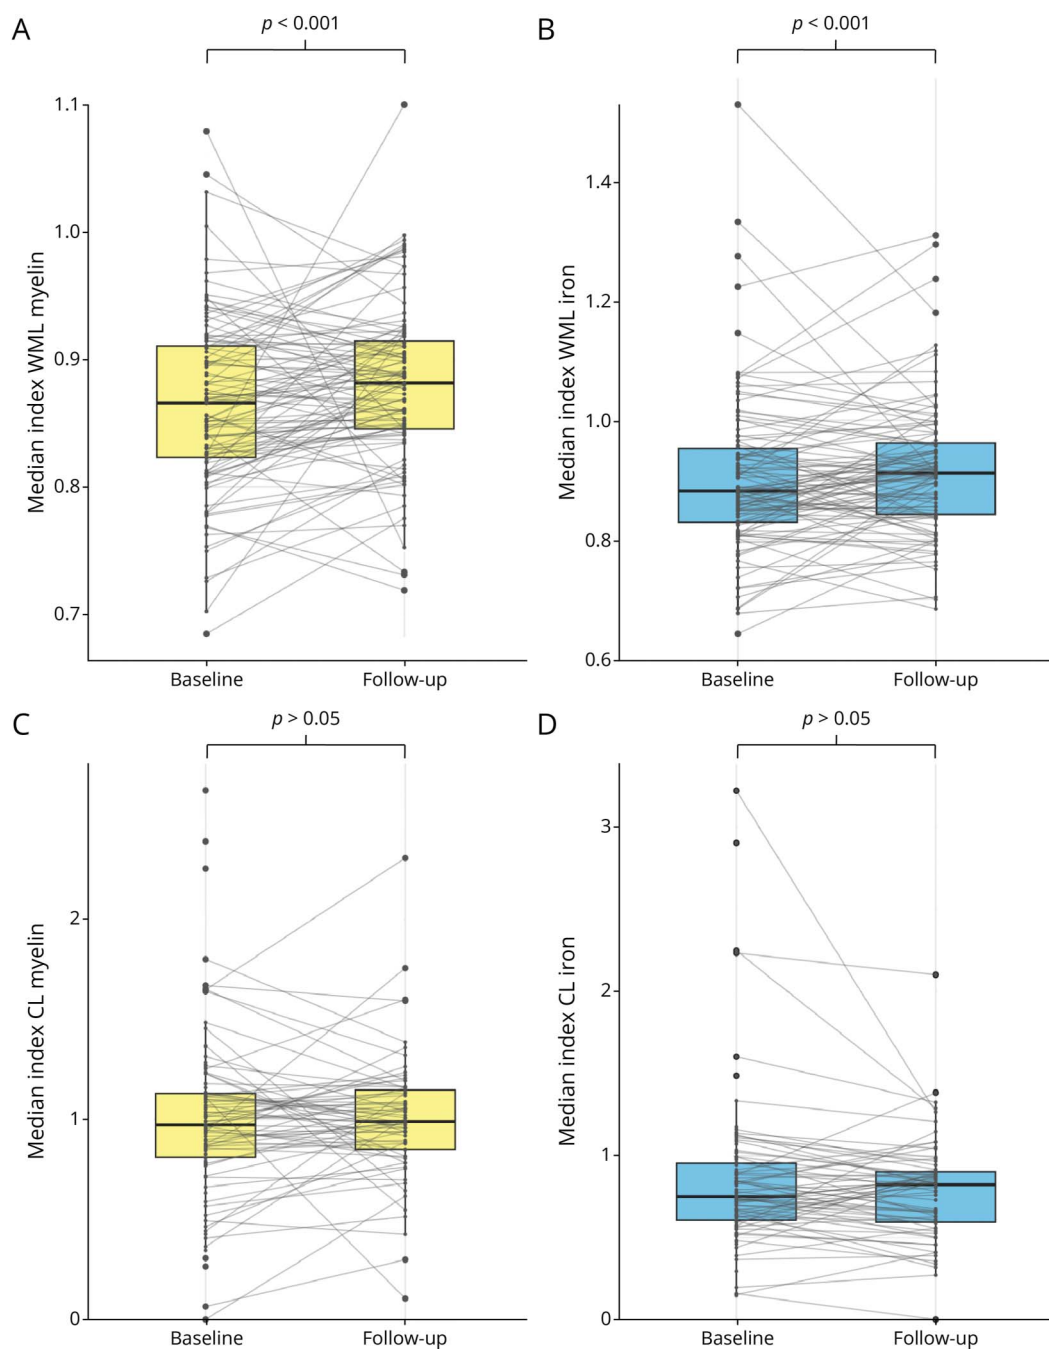 A
p < 0.001
Median index WML myelin
1.1
1.0
0.9
0.8
0.7
Baseline
Follow-up
B
p < 0.001
Median index WML iron
1.4
1.2
1.0
0.8
0.6
Baseline
Follow-up
C
p > 0.05
Median index CL myelin
2
1
0
Baseline
Follow-up
D
p > 0.05
Median index CL iron
3
2
1
0
Baseline
Follow-up